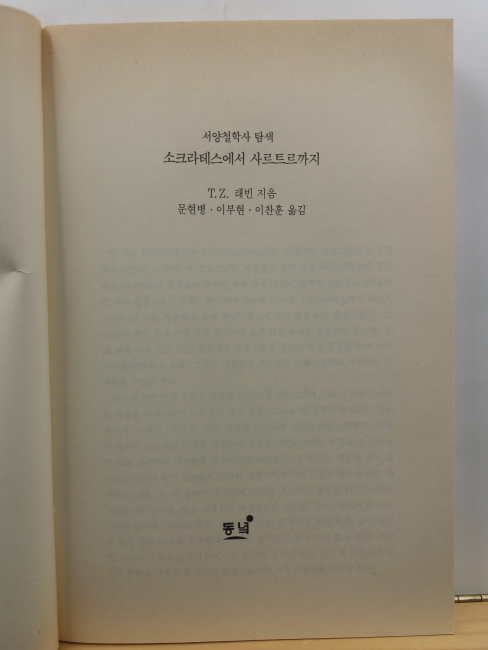 서양철학사 탐색
소크라테스에서 사르트르까지
T.Z. 래빈 지음
문현병 · 이부현 · 이찬훈 옮김
동녘